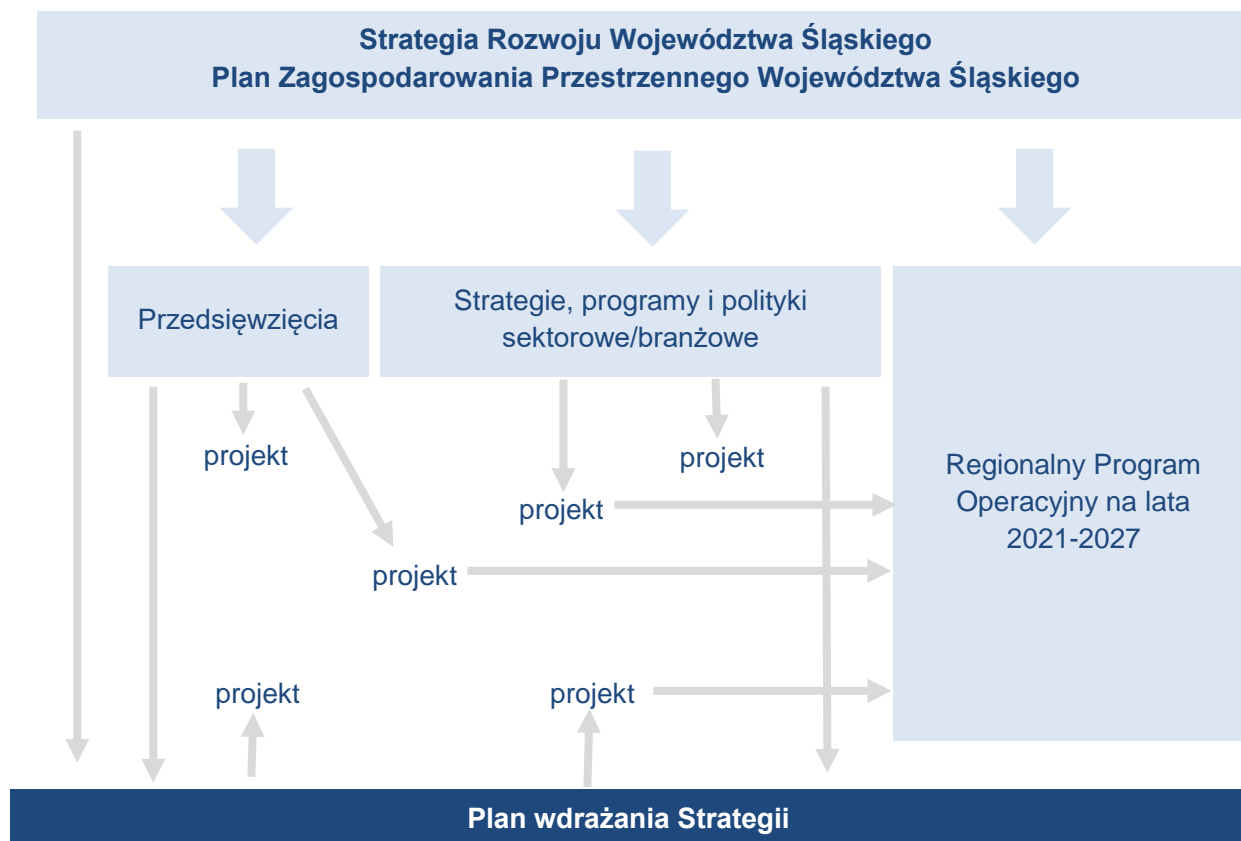 Strategia Rozwoju Województwa Śląskiego
Plan Zagospodarowania Przestrzennego Województwa Śląskiego
Przedsięwzięcia
Strategie, programy i polityki
sektorowe/branżowe
Regionalny Program
Operacyjny na lata
2021-2027
projekt
projekt
projekt
projekt
projekt
projekt
Plan wdrażania Strategii